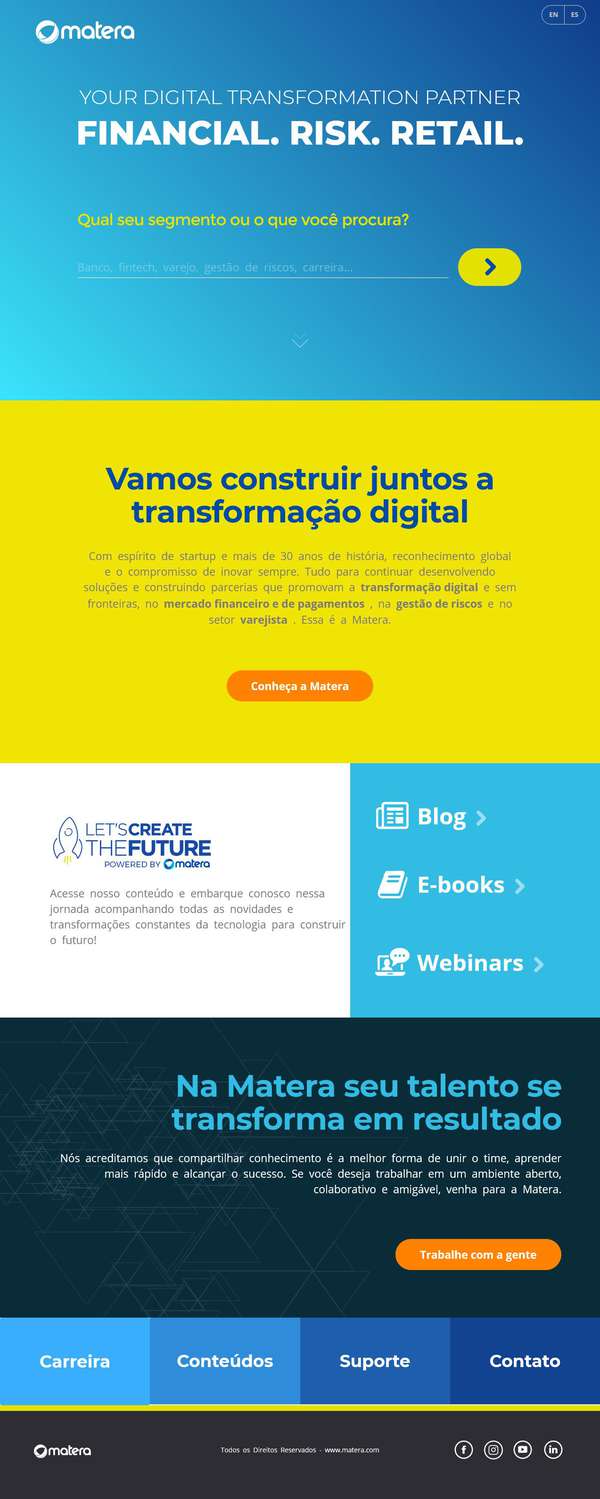 matera
EN ES
YOUR DIGITAL TRANSFORMATION PARTNER
FINANCIAL. RISK. RETAIL.
Qual seu segmento ou o que você procura?
Banco, fintech, varejo, gestão de riscos, carreira...
Vamos construir juntos a
transformação digital
Com espírito de startup e mais de 30 anos de história, reconhecimento global
e o compromisso de inovar sempre. Tudo para continuar desenvolvendo
soluções e construindo parcerias que promovam a transformação digital e sem
fronteiras, no mercado financeiro e de pagamentos , na gestão de riscos e no
setor varejista . Essa é a Matera.
Conheça a Matera
LET'S CREATE
THE FUTURE
POWERED BY matera
Acesse nosso conteúdo e embarque conosco nessa
jornada acompanhando todas as novidades e
transformações constantes da tecnologia para construir
o futuro!
Blog
E-books
Webinars
Na Matera seu talento se
transforma em resultado
Nós acreditamos que compartilhar conhecimento é a melhor forma de unir o time, aprender
mais rápido e alcançar o sucesso. Se você deseja trabalhar em um ambiente aberto,
colaborativo e amigável, venha para a Matera.
Trabalhe com a gente
Carreira Conteúdos Suporte Contato
matera
Todos os Direitos Reservados - www.matera.com